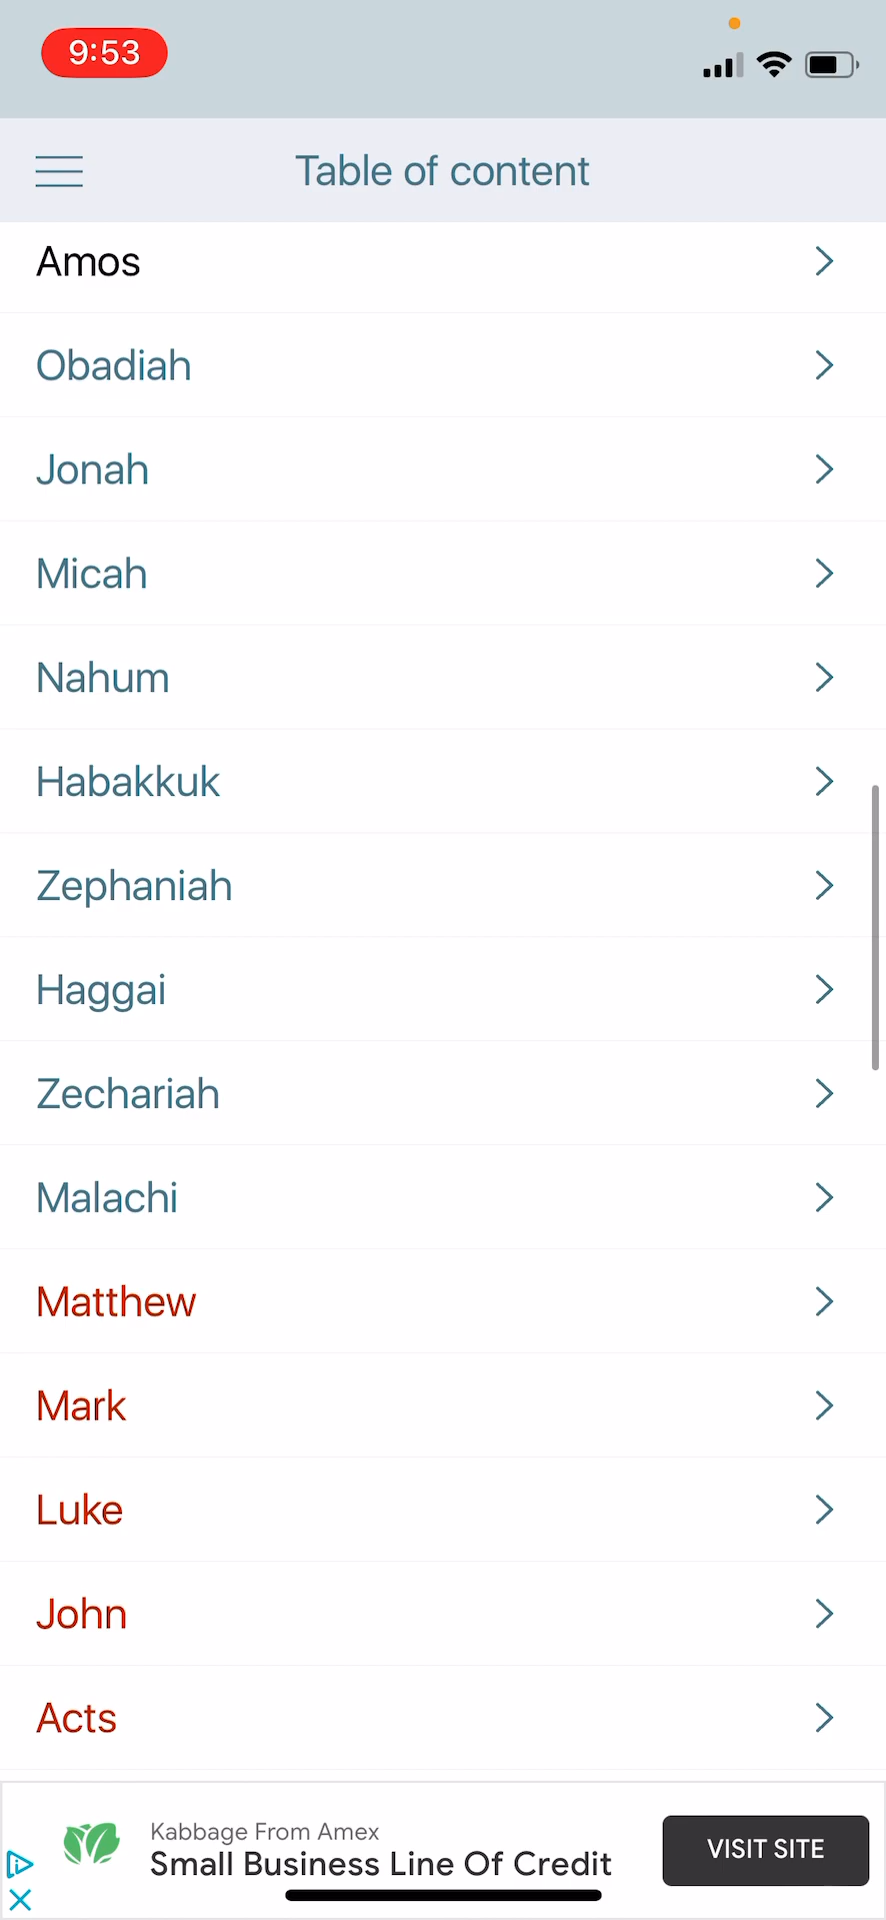 9:53
Table of content
Amos
Obadiah
Jonah
Micah
Nahum
Habakkuk
Zephaniah
Haggai
Zechariah
Malachi
Matthew
Mark
Luke
John
Acts
Kabbage From Amex
Small Business Line Of Credit
VISIT SITE